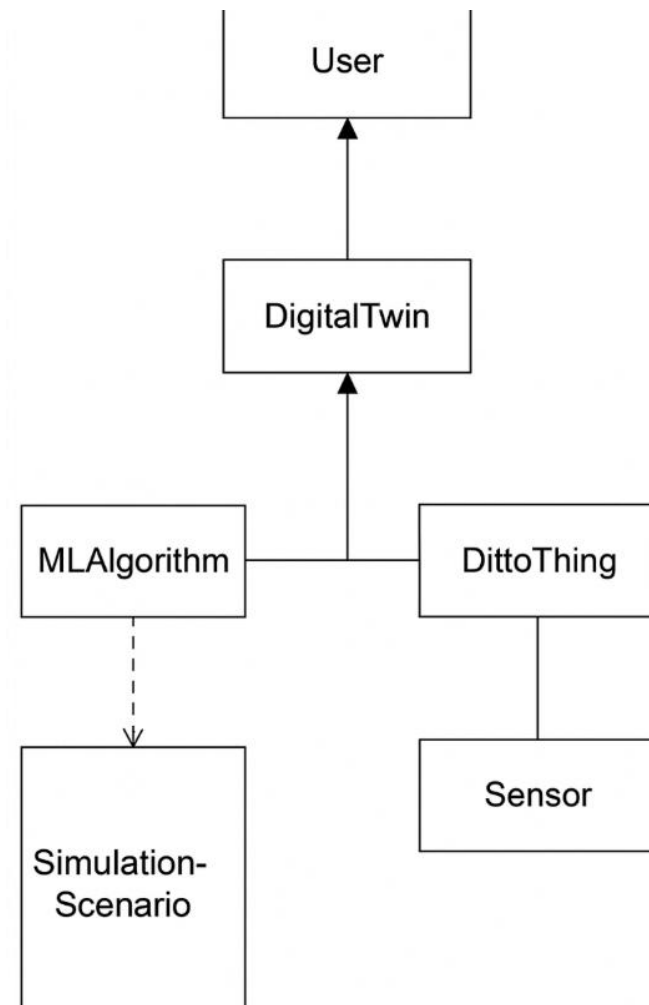 User
DigitalTwin
MLAlgorithm
DittoThing
Sensor
Simulation-
Scenario